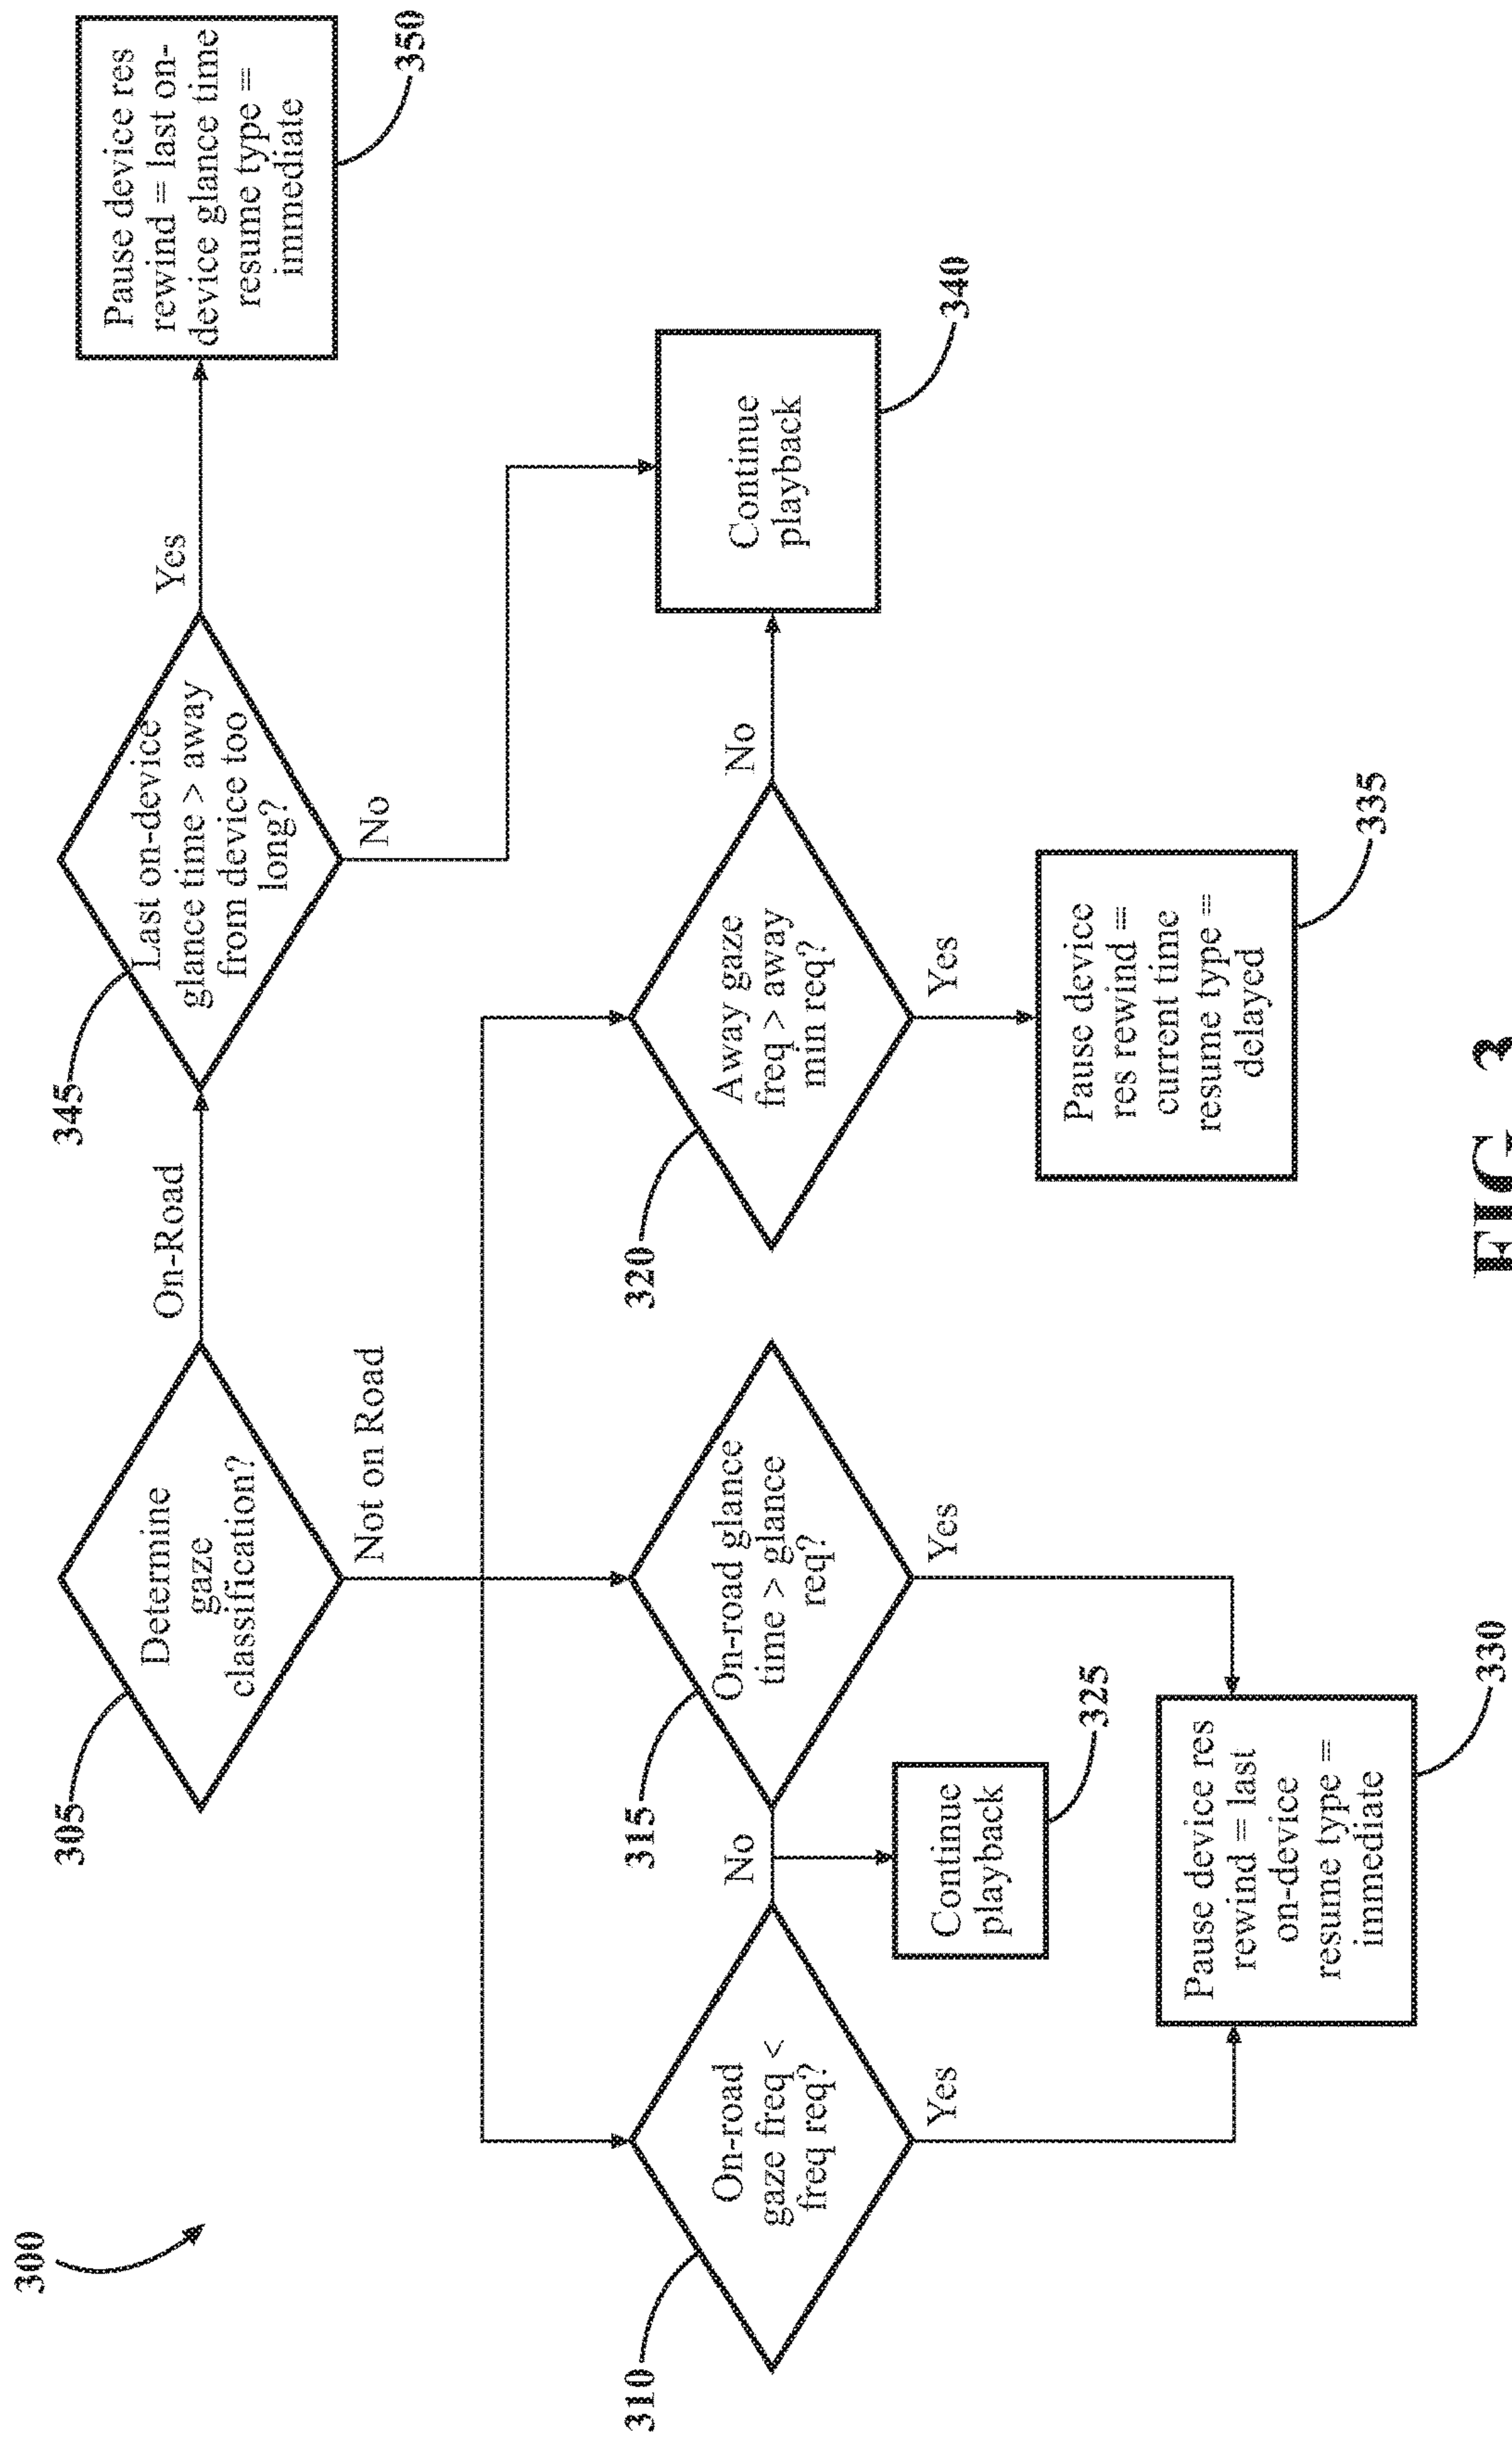 300
305
Determine
gaze
classification?
On-Road
Not on Road
345
Last on-device
glance time > away
from device too
long?
Yes
No
Pause device res
rewind = last on-
device glance time
resume type =
immediate
350
310
On-road
gaze freq <
freq req?
Yes
No
315
On-road glance
time > glance
req?
Yes
Continue
playback
325
Pause device res
rewind = last
on-device
resume type =
immediate
330
320
Away gaze
freq > away
min req?
Yes
No
Pause device
res rewind =
current time
resume type =
delayed
335
Continue
playback
340
FIG. 3